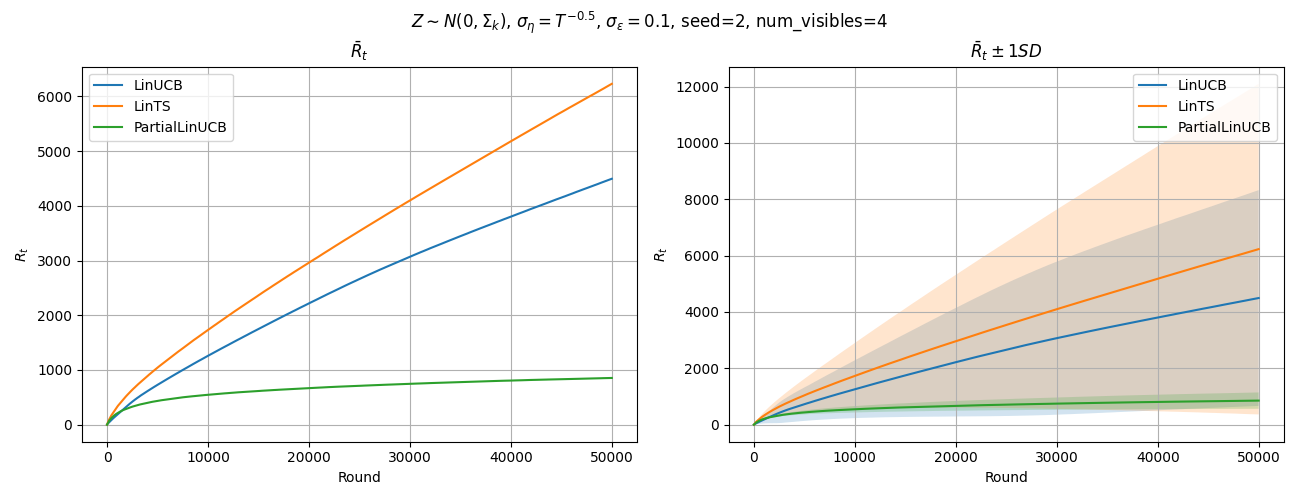 Z ∼ N(0, Σ_k), σ_η = T^{−0.5}, σ_ε = 0.1, seed=2, num_visibles=4
R̄_t
R_t
6000
5000
4000
3000
2000
1000
0
LinUCB
LinTS
PartialLinUCB
0 10000 20000 30000 40000 50000
Round
R̄_t ± 1SD
R_t
12000
10000
8000
6000
4000
2000
0
LinUCB
LinTS
PartialLinUCB
0 10000 20000 30000 40000 50000
Round